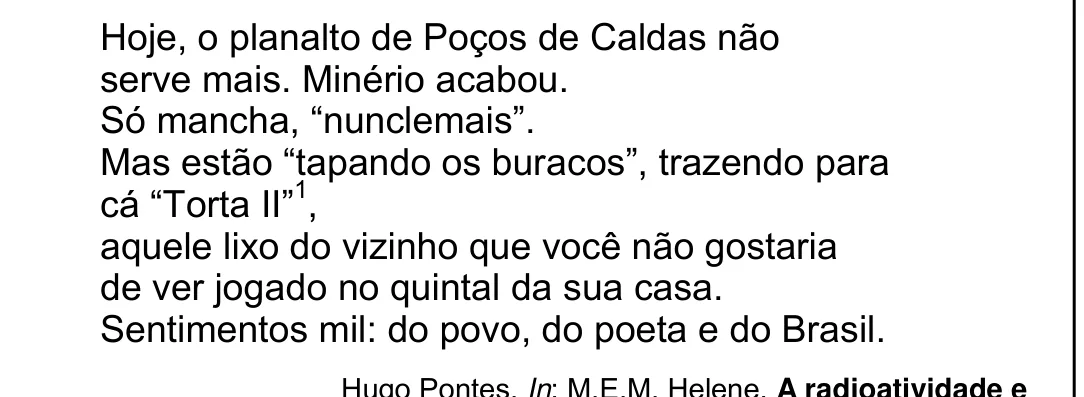 Hoje, o planalto de Poços de Caldas não
serve mais. Minério acabou.
Só mancha, “nunclemais”.
Mas estão “tapando os buracos”, trazendo para
cá “Torta II”¹,
aquele lixo do vizinho que você não gostaria
de ver jogado no quintal da sua casa.
Sentimentos mil: do povo, do poeta e do Brasil.
Hugo Pontes. In: M.E.M. Helene. A radioatividade e